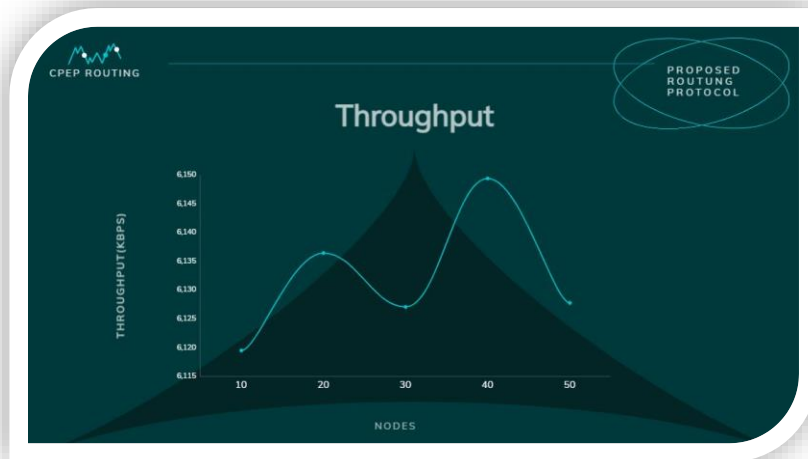 CPEP ROUTING
PROPOSED
ROUTUNG
PROTOCOL
Throughput
THROUGHPUT(KBPS)
6,150
6,145
6,140
6,135
6,130
6,125
6,120
6,115
10 20 30 40 50
NODES